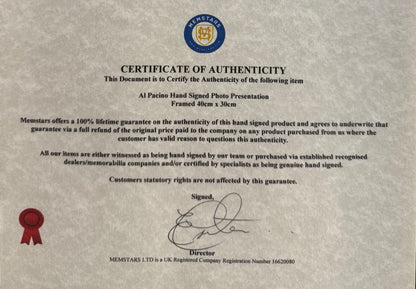 MEMSTARS
CERTIFICATE OF AUTHENTICITY
This Document is to Certify the Authenticity of the following item
Al Pacino Hand Signed Photo Presentation
Framed 40cm x 30cm
Memstars offers a 100% lifetime guarantee on the authenticity of this hand signed product and agrees to underwrite that
guarantee via a full refund of the original price paid to the company on any product purchased from us where the
customer has valid reason to questions this authenticity.
All our items are either witnessed as being hand signed by our team or purchased via established recognised
dealers/memorabilia companies and/or certified by specialists as being genuine hand signed.
Customers statutory rights are not affected by this guarantee.
Signed,
Director
MEMSTARS LTD is a UK Registered Company Registration Number 16620080